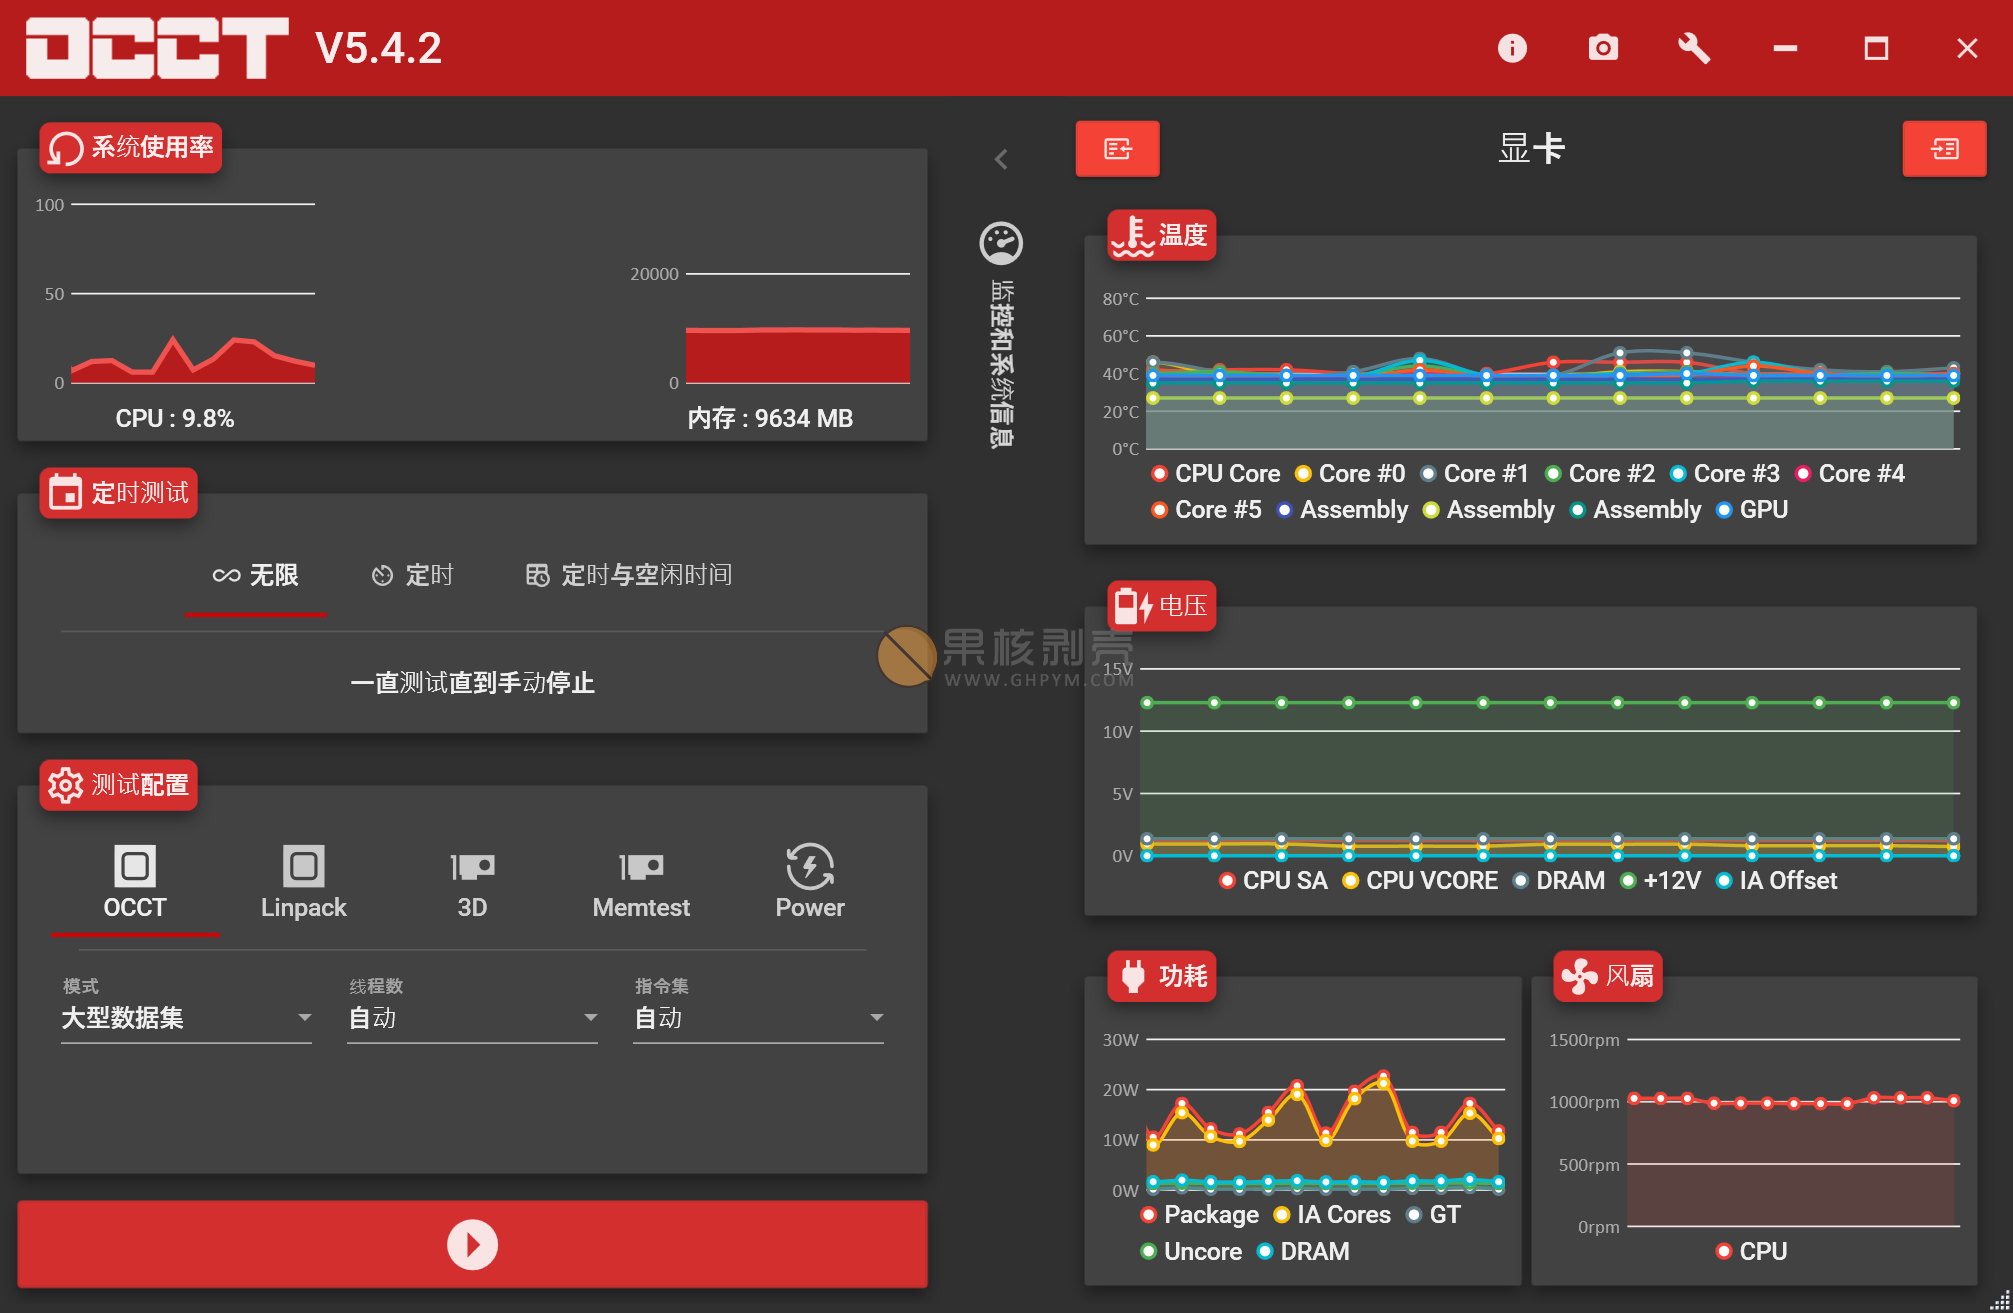 OCCT V5.4.2
系统使用率
100
50
0
CPU : 9.8%
20000
0
内存 : 9634 MB
定时测试
无限
定时
定时与空闲时间
一直测试直到手动停止
测试配置
OCCT
Linpack
3D
Memtest
Power
模式
大型数据集
线程数
自动
指令集
自动
监控和系统信息
果核剥壳
WWW.GHPYM.COM
显卡
温度
80°C
60°C
40°C
20°C
0°C
CPU Core Core #0 Core #1 Core #2 Core #3 Core #4
Core #5 Assembly Assembly Assembly GPU
电压
15V
10V
5V
0V
CPU SA CPU VCORE DRAM +12V IA Offset
功耗
30W
20W
10W
0W
Package IA Cores GT
Uncore DRAM
风扇
1500rpm
1000rpm
500rpm
0rpm
CPU